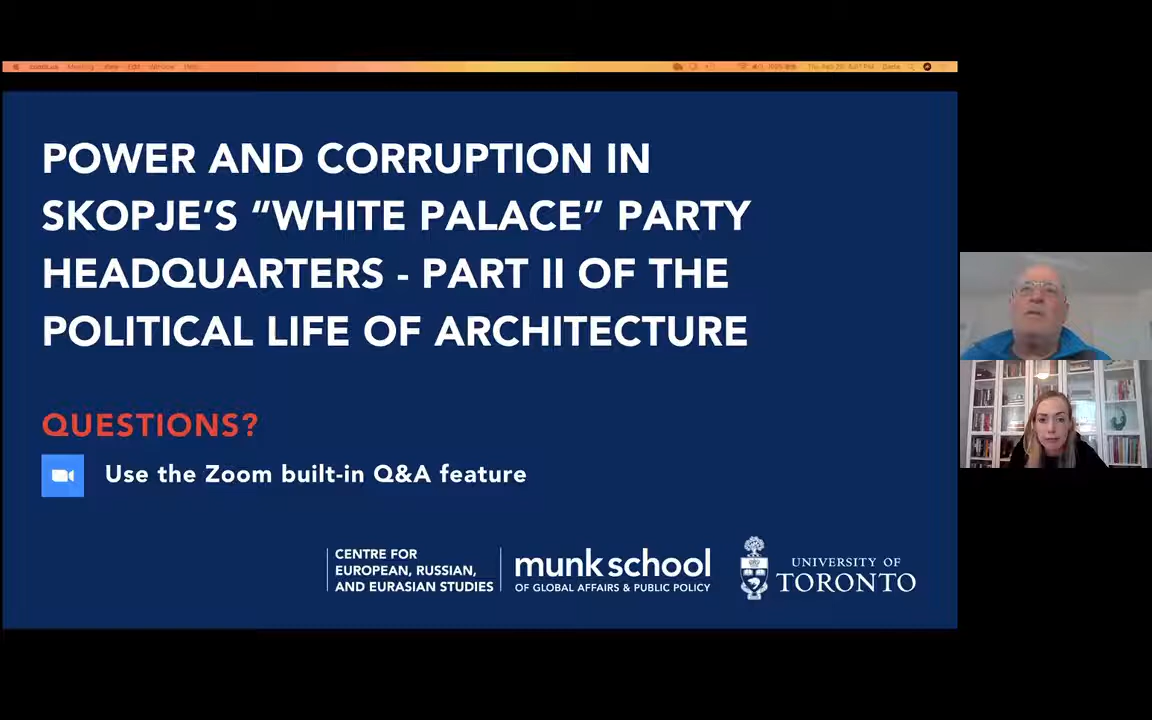 POWER AND CORRUPTION IN
SKOPJE'S “WHITE PALACE” PARTY
HEADQUARTERS - PART II OF THE
POLITICAL LIFE OF ARCHITECTURE
QUESTIONS?
Use the Zoom built-in Q&A feature
CENTRE FOR
EUROPEAN, RUSSIAN,
AND EURASIAN STUDIES
munk school
OF GLOBAL AFFAIRS & PUBLIC POLICY
UNIVERSITY OF
TORONTO